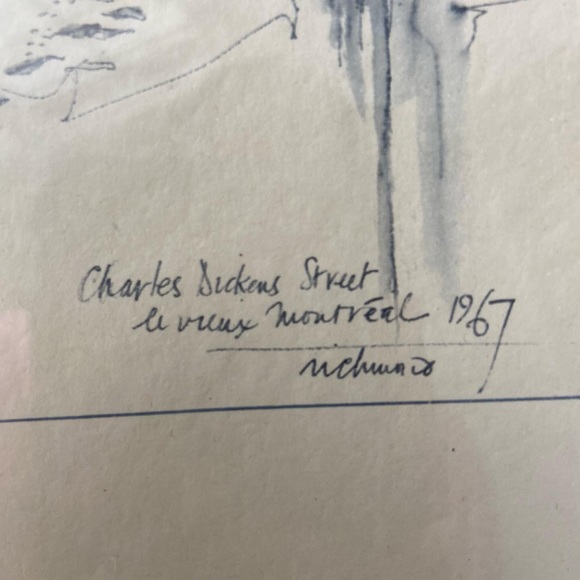 Charles Dickens Street
le vieux Montréal 1967